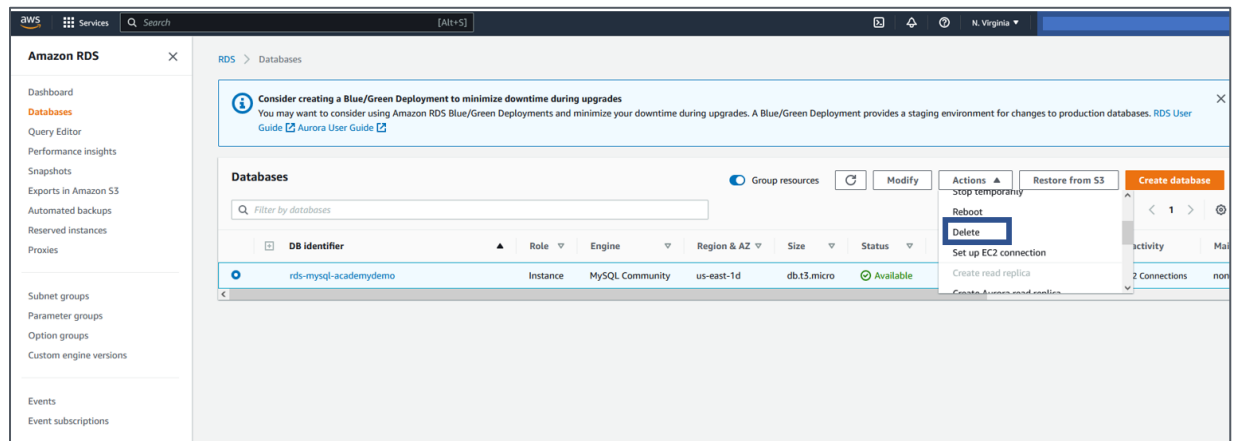 aws Services Search [Alt+S] N. Virginia
Amazon RDS
Dashboard
Databases
Query Editor
Performance insights
Snapshots
Exports in Amazon S3
Automated backups
Reserved instances
Proxies
Subnet groups
Parameter groups
Option groups
Custom engine versions
Events
Event subscriptions
RDS > Databases
Consider creating a Blue/Green Deployment to minimize downtime during upgrades
You may want to consider using Amazon RDS Blue/Green Deployments and minimize your downtime during upgrades. A Blue/Green Deployment provides a staging environment for changes to production databases. RDS User
Guide Aurora User Guide
Databases
Group resources Modify Actions Restore from S3 Create database
Filter by databases
< 1 >
DB identifier Role Engine Region & AZ Size Status activity Mai
rds-mysql-academydemo Instance MySQL Community us-east-1d db.t3.micro Available 2 Connections non
Stop temporarily
Reboot
Delete
Set up EC2 connection
Create read replica
Create Aurora read replica